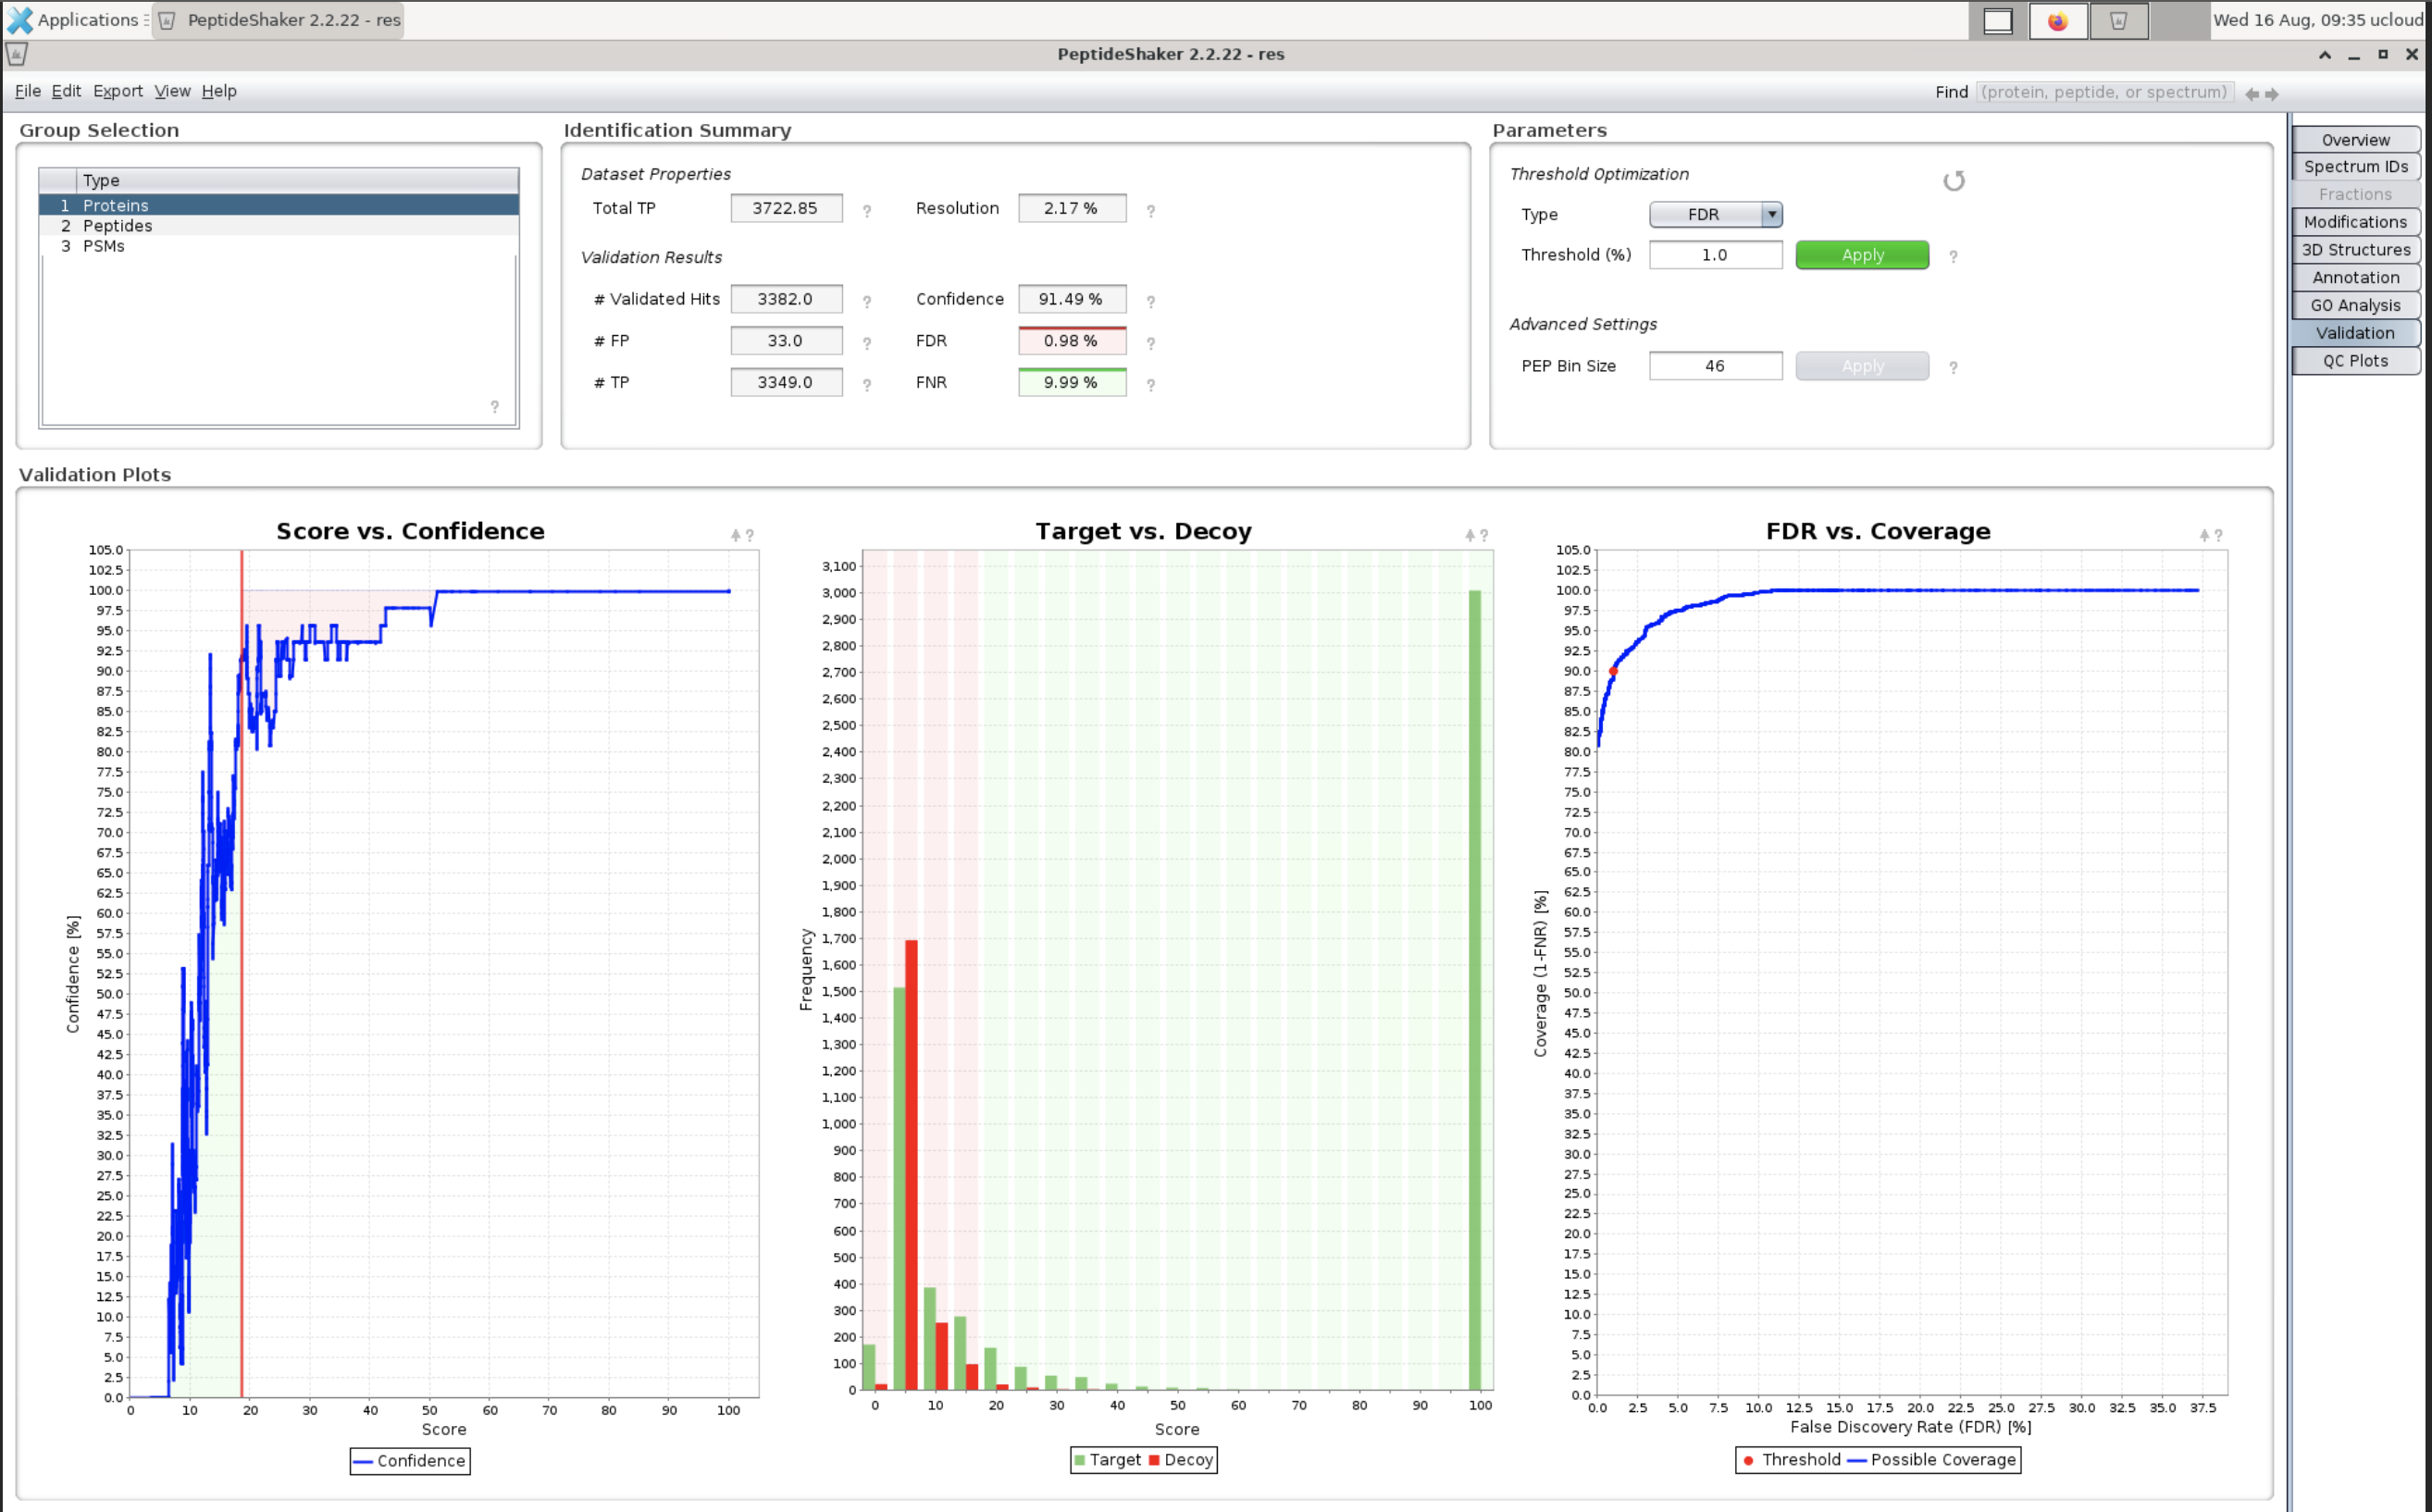 Applications
PeptideShaker 2.2.22 - res
Wed 16 Aug, 09:35 ucloud
PeptideShaker 2.2.22 - res
File Edit Export View Help
Find (protein, peptide, or spectrum)
Group Selection
Type
1 Proteins
2 Peptides
3 PSMs
?
Identification Summary
Dataset Properties
Total TP 3722.85 ? Resolution 2.17 % ?
Validation Results
# Validated Hits 3382.0 ? Confidence 91.49 % ?
# FP 33.0 ? FDR 0.98 % ?
# TP 3349.0 ? FNR 9.99 % ?
Parameters
Threshold Optimization
Type FDR
Threshold (%) 1.0 Apply ?
Advanced Settings
PEP Bin Size 46 Apply ?
Overview
Spectrum IDs
Fractions
Modifications
3D Structures
Annotation
GO Analysis
Validation
QC Plots
Validation Plots
Score vs. Confidence
?
105.0
102.5
100.0
97.5
95.0
92.5
90.0
87.5
85.0
82.5
80.0
77.5
75.0
72.5
70.0
67.5
65.0
62.5
60.0
57.5
55.0
52.5
50.0
47.5
45.0
42.5
40.0
37.5
35.0
32.5
30.0
27.5
25.0
22.5
20.0
17.5
15.0
12.5
10.0
7.5
5.0
2.5
0.0
Confidence [%]
0 10 20 30 40 50 60 70 80 90 100
Score
Confidence
Target vs. Decoy
?
3,100
3,000
2,900
2,800
2,700
2,600
2,500
2,400
2,300
2,200
2,100
2,000
1,900
1,800
1,700
1,600
1,500
1,400
1,300
1,200
1,100
1,000
900
800
700
600
500
400
300
200
100
0
Frequency
0 10 20 30 40 50 60 70 80 90 100
Score
Target Decoy
FDR vs. Coverage
?
105.0
102.5
100.0
97.5
95.0
92.5
90.0
87.5
85.0
82.5
80.0
77.5
75.0
72.5
70.0
67.5
65.0
62.5
60.0
57.5
55.0
52.5
50.0
47.5
45.0
42.5
40.0
37.5
35.0
32.5
30.0
27.5
25.0
22.5
20.0
17.5
15.0
12.5
10.0
7.5
5.0
2.5
0.0
Coverage (1-FNR) [%]
0.0 2.5 5.0 7.5 10.0 12.5 15.0 17.5 20.0 22.5 25.0 27.5 30.0 32.5 35.0 37.5
False Discovery Rate (FDR) [%]
Threshold Possible Coverage